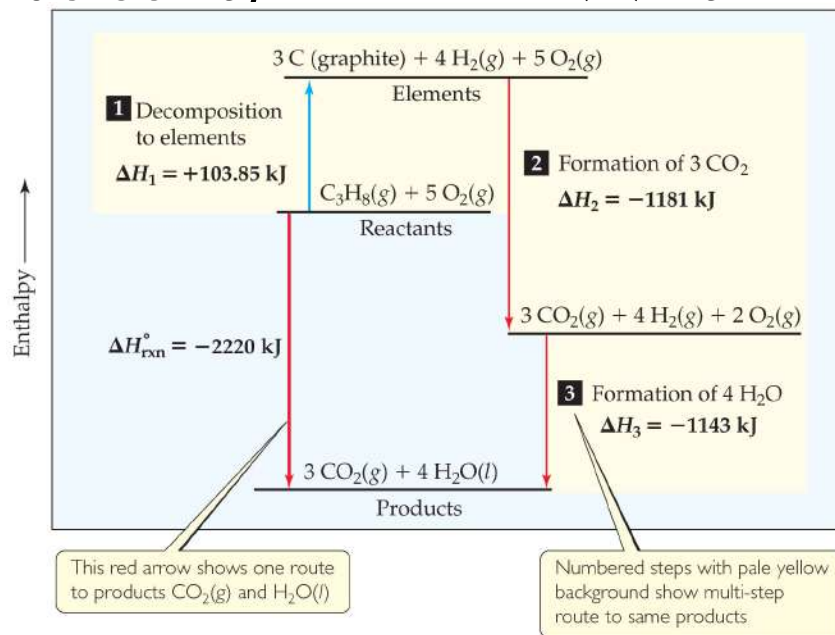 3 C (graphite) + 4 H₂(g) + 5 O₂(g)
Elements
1 Decomposition
to elements
ΔH₁ = +103.85 kJ
2 Formation of 3 CO₂
ΔH₂ = −1181 kJ
C₃H₈(g) + 5 O₂(g)
Reactants
Enthalpy
ΔH°rxn = −2220 kJ
3 CO₂(g) + 4 H₂(g) + 2 O₂(g)
3 Formation of 4 H₂O
ΔH₃ = −1143 kJ
3 CO₂(g) + 4 H₂O(l)
Products
This red arrow shows one route
to products CO₂(g) and H₂O(l)
Numbered steps with pale yellow
background show multi-step
route to same products